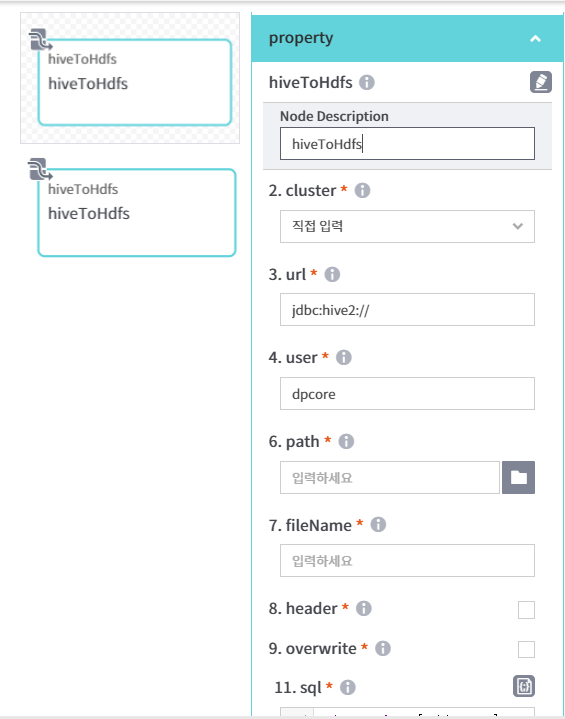 hiveToHdfs
hiveToHdfs
hiveToHdfs
hiveToHdfs
property
hiveToHdfs
Node Description
hiveToHdfs
2. cluster *
직접 입력
3. url *
jdbc:hive2://
4. user *
dpcore
6. path *
입력하세요
7. fileName *
입력하세요
8. header *
9. overwrite *
11. sql *